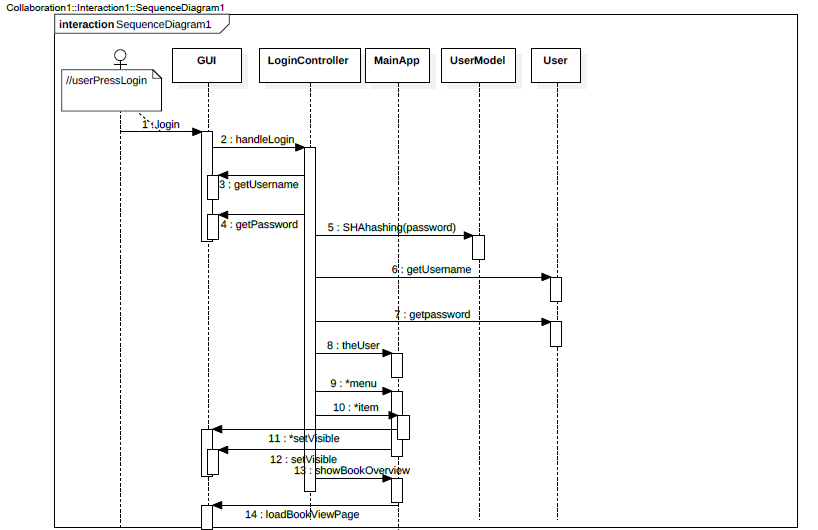 Collaboration1::Interaction1::SequenceDiagram1
interaction SequenceDiagram1
GUI
LoginController
MainApp
UserModel
User
//userPressLogin
1 : login
2 : handleLogin
3 : getUsername
4 : getPassword
5 : SHAhashing(password)
6 : getUsername
7 : getpassword
8 : theUser
9 : *menu
10 : *item
11 : *setVisible
12 : setVisible
13 : showBookOverview
14 : loadBookViewPage